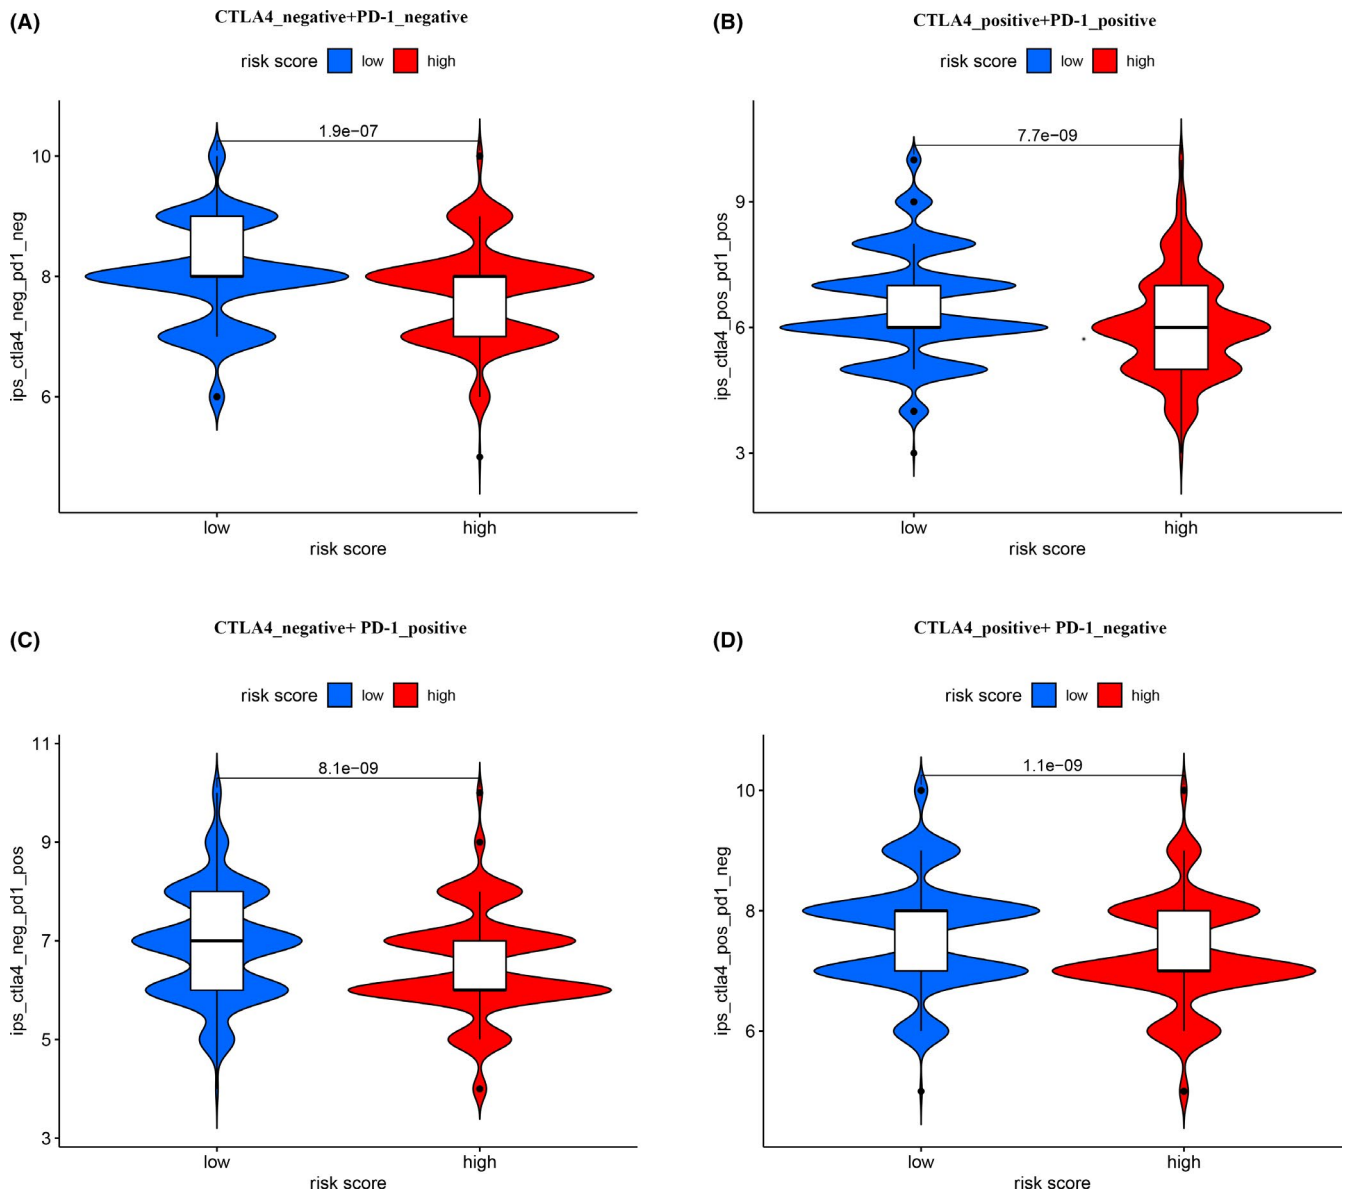 (A)
CTLA4_negative+PD-1_negative
risk score low high
1.9e−07
10
8
6
ips_ctla4_neg_pd1_neg
low high
risk score
(B)
CTLA4_positive+PD-1_positive
risk score low high
7.7e−09
9
6
3
ips_ctla4_pos_pd1_pos
low high
risk score
(C)
CTLA4_negative+ PD-1_positive
risk score low high
8.1e−09
11
9
7
5
3
ips_ctla4_neg_pd1_pos
low high
risk score
(D)
CTLA4_positive+ PD-1_negative
risk score low high
1.1e−09
10
8
6
ips_ctla4_pos_pd1_neg
low high
risk score